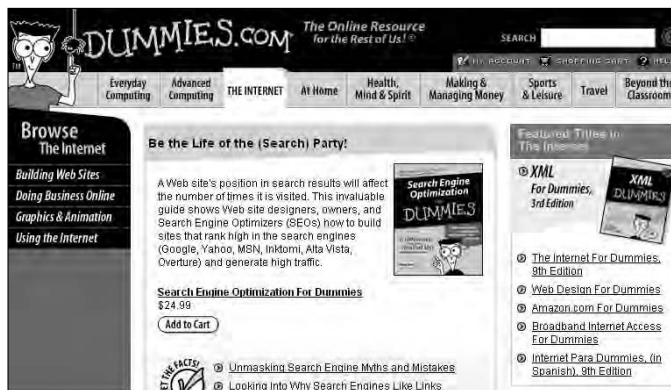 DUMMIES.COM
The Online Resource
for the Rest of Us!
SEARCH
MY ACCOUNT SHOPPING CART ? HEL
Everyday Computing
Advanced Computing
THE INTERNET
At Home
Health, Mind & Spirit
Making & Managing Money
Sports & Leisure
Travel
Beyond the Classroom
Browse
The Internet
Building Web Sites
Doing Business Online
Graphics & Animation
Using the Internet
Be the Life of the (Search) Party!
A Web site's position in search results will affect
the number of times it is visited. This invaluable
guide shows Web site designers, owners, and
Search Engine Optimizers (SEOs) how to build
sites that rank high in the search engines
(Google, Yahoo, MSN, Inktomi, Alta Vista,
Overture) and generate high traffic.
Search Engine
Optimization
FOR
DUMMIES
Search Engine Optimization For Dummies
$24.99
Add to Cart
GET THE FACTS!
Unmasking Search Engine Myths and Mistakes
Looking Into Why Search Engines Like Links
Featured Titles in
The Internet
XML
For Dummies,
3rd Edition
XML
DUMMIES
The Internet For Dummies,
9th Edition
Web Design For Dummies
Amazon.com For Dummies
Broadband Internet Access
For Dummies
Internet Para Dummies, (in
Spanish), 9th Edition